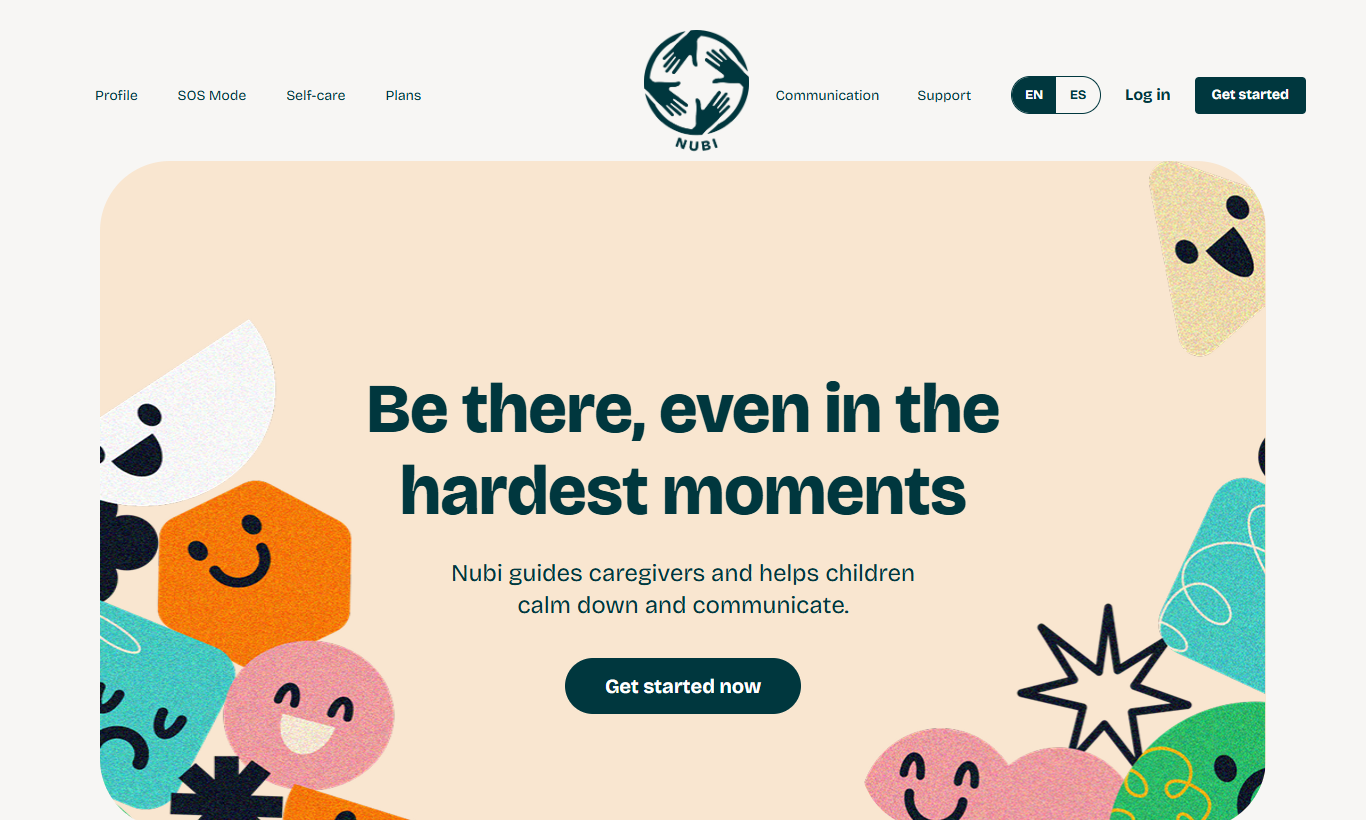 Profile
SOS Mode
Self-care
Plans
NUBI
Communication
Support
EN
ES
Log in
Get started
Be there, even in the
hardest moments
Nubi guides caregivers and helps children
calm down and communicate.
Get started now